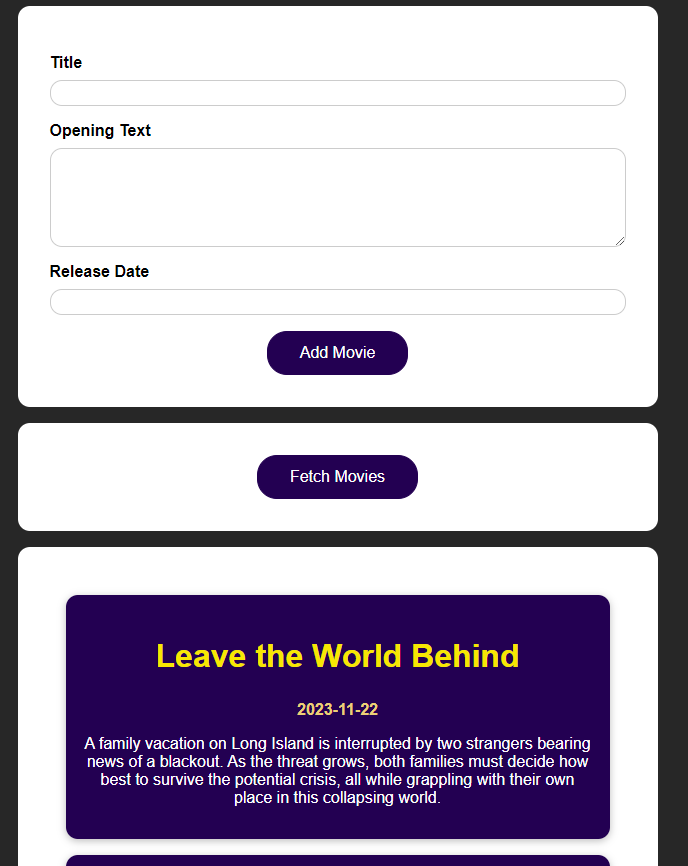 Title
Opening Text
Release Date
Add Movie
Fetch Movies
Leave the World Behind
2023-11-22
A family vacation on Long Island is interrupted by two strangers bearing
news of a blackout. As the threat grows, both families must decide how
best to survive the potential crisis, all while grappling with their own
place in this collapsing world.